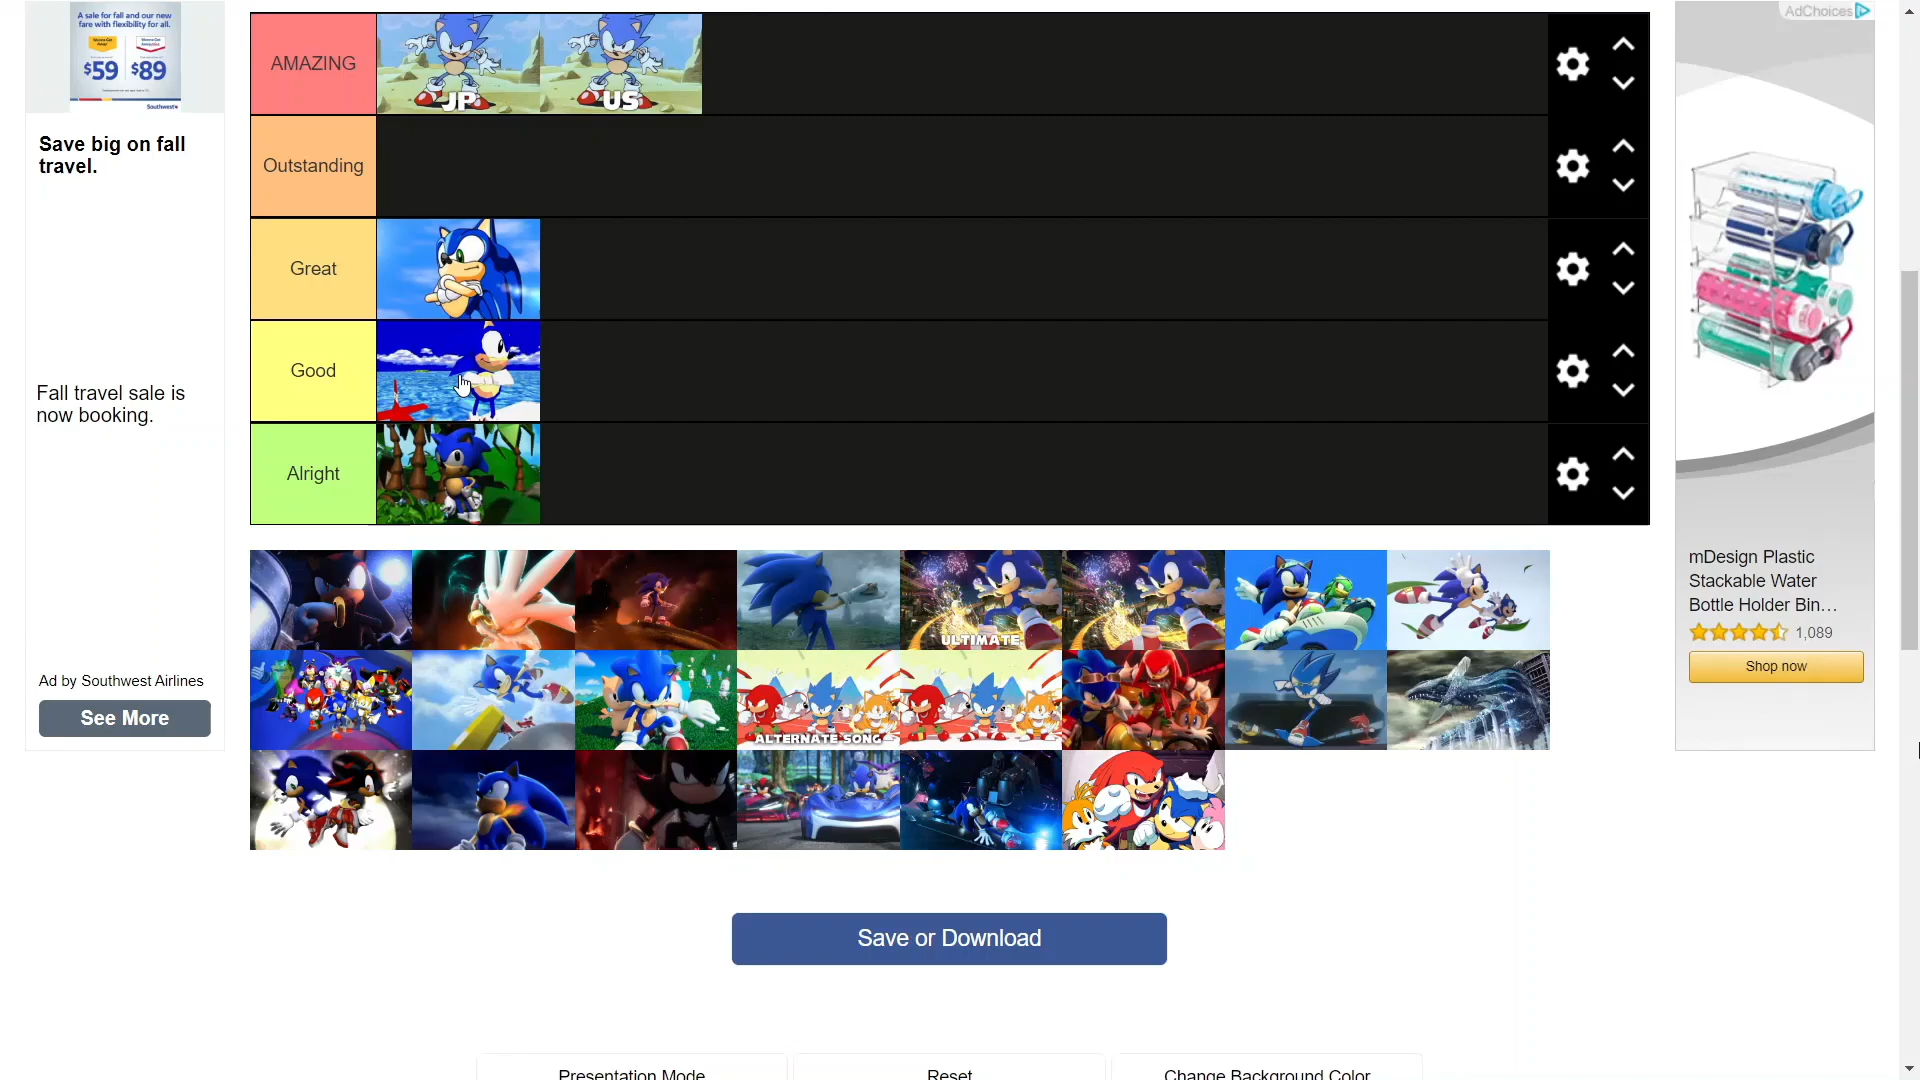 A sale for fall and our new
fare with flexibility for all.
$59 $89
Southwest
Save big on fall
travel.
Fall travel sale is
now booking.
Ad by Southwest Airlines
See More
AMAZING
JP
US
Outstanding
Great
Good
Alright
ULTIMATE
ALTERNATE SONG
Save or Download
Presentation Mode
Reset
Change Background Color
AdChoices
mDesign Plastic
Stackable Water
Bottle Holder Bin...
1,089
Shop now